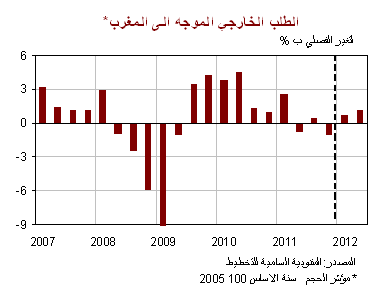 الطلب الخارجي الموجه الى المغرب*
التغير الفصلي ب %
6
3
0
-3
-6
-9
2007 2008 2009 2010 2011 2012
المصدر: المندوبية السامية للتخطيط
* مؤشر الحجم سنة الاساس 100 2005